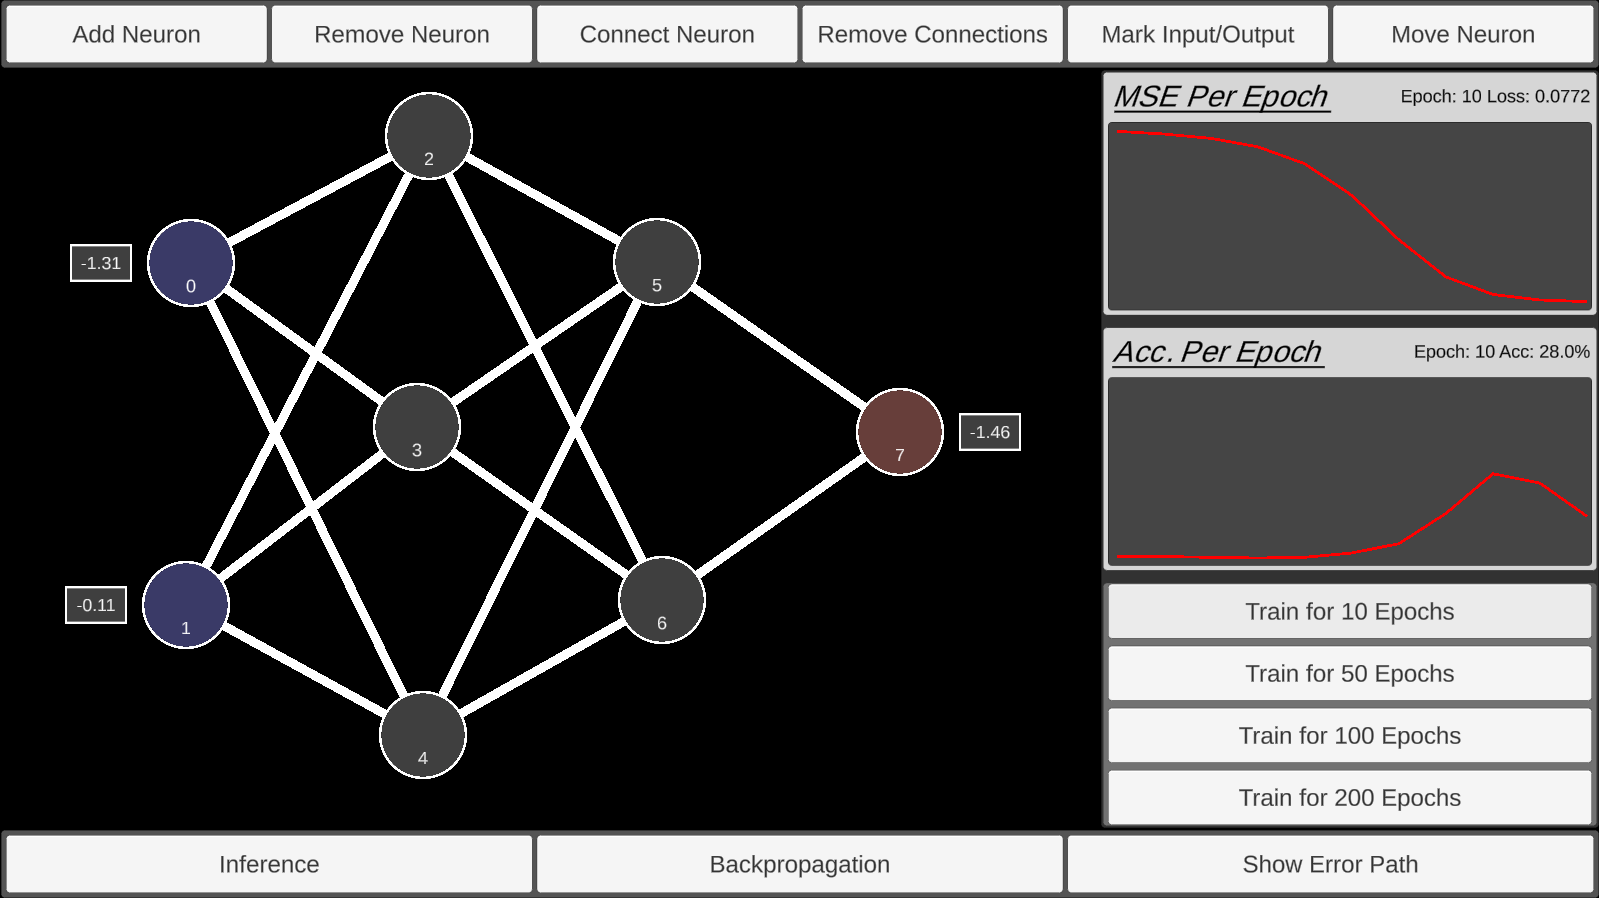 Add Neuron
Remove Neuron
Connect Neuron
Remove Connections
Mark Input/Output
Move Neuron
MSE Per Epoch
Epoch: 10 Loss: 0.0772
2
-1.31
0
5
Acc. Per Epoch
Epoch: 10 Acc: 28.0%
3
7
-1.46
-0.11
1
6
4
Train for 10 Epochs
Train for 50 Epochs
Train for 100 Epochs
Train for 200 Epochs
Inference
Backpropagation
Show Error Path